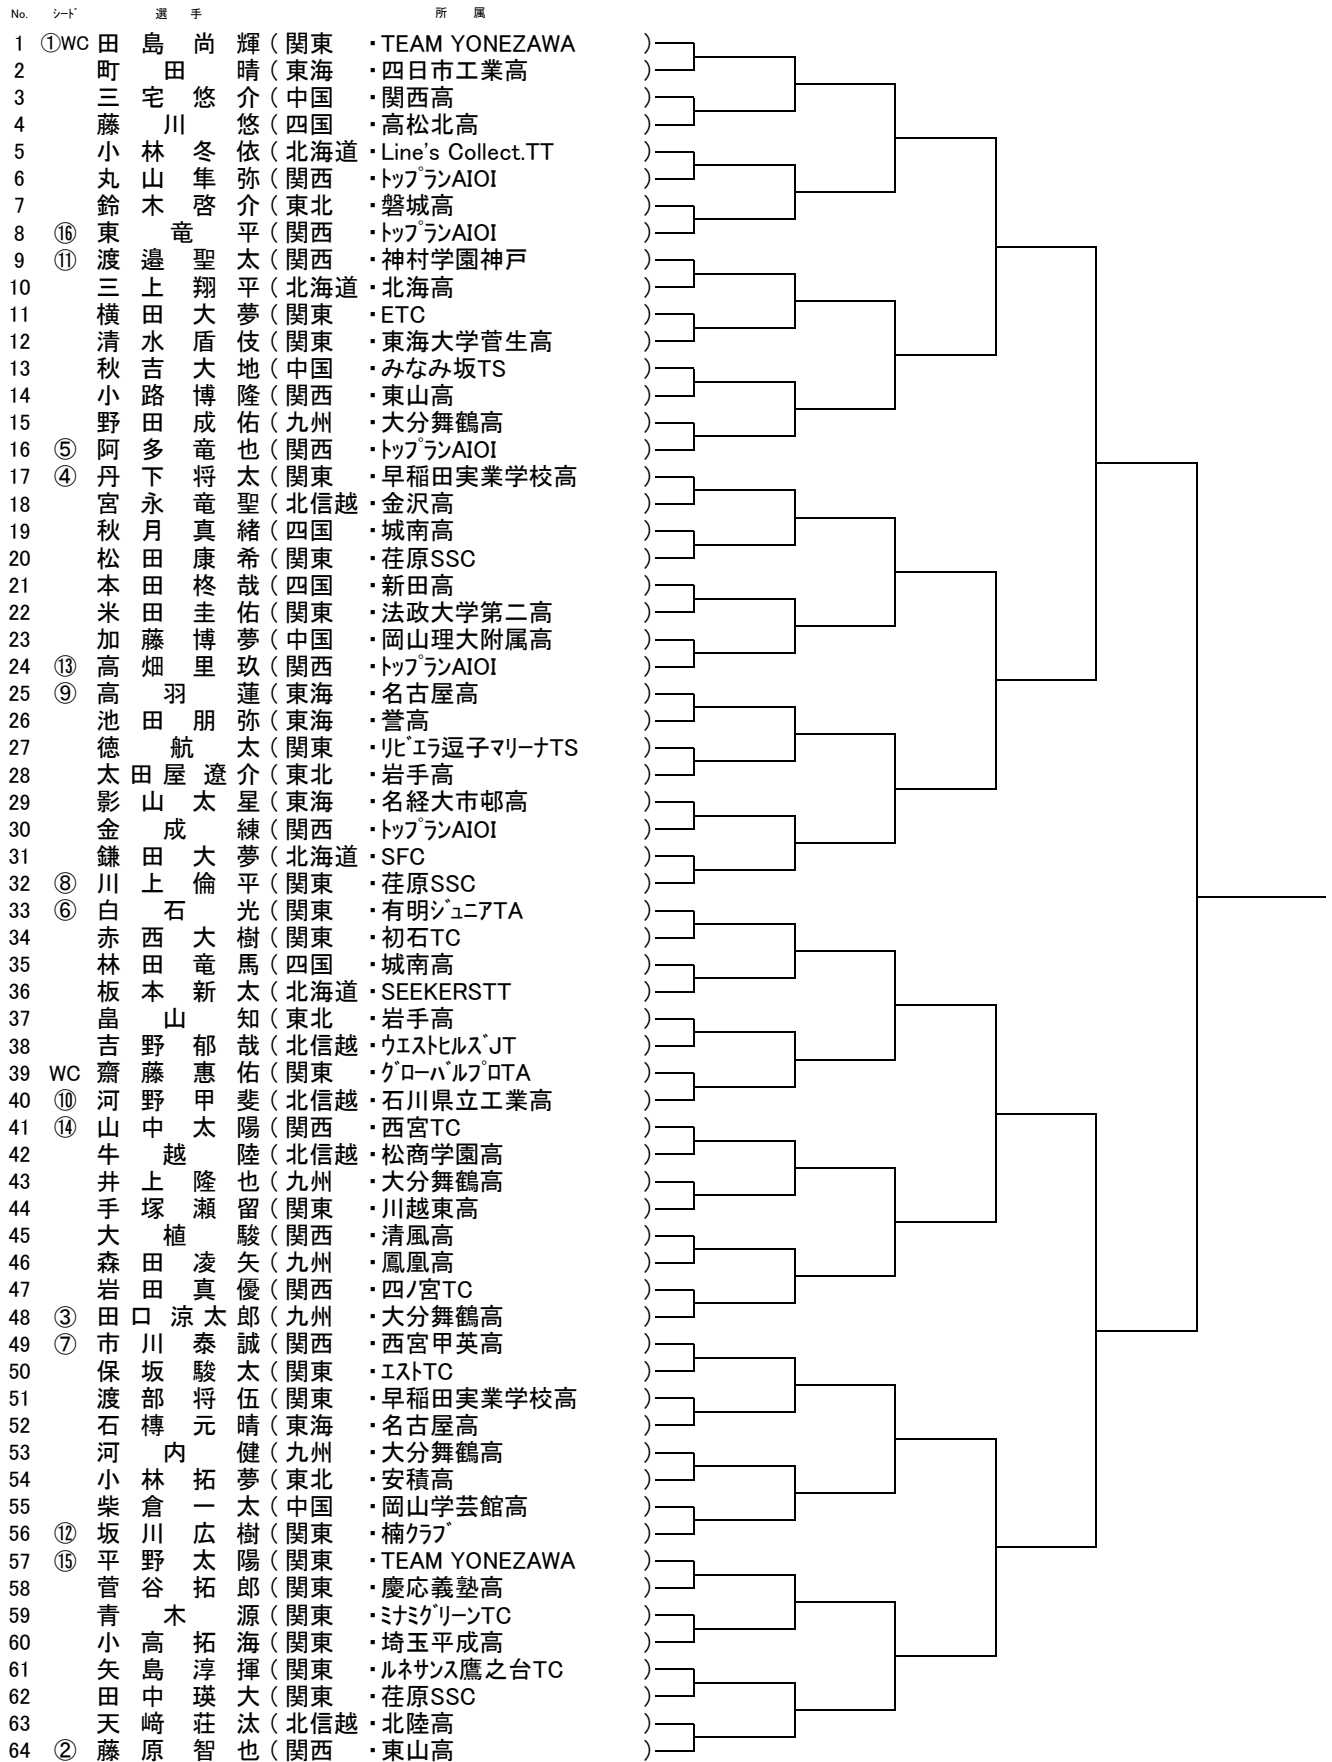 No. シード 選手 所属
1 ①WC 田島尚輝 (関東 ・TEAM YONEZAWA )
2 町田晴 (東海 ・四日市工業高 )
3 三宅悠介 (中国 ・関西高 )
4 藤川悠 (四国 ・高松北高 )
5 小林冬依 (北海道 ・Line's Collect.TT )
6 丸山隼弥 (関西 ・トップランAIOI )
7 鈴木啓介 (東北 ・磐城高 )
8 ⑯ 東竜平 (関西 ・トップランAIOI )
9 ⑪ 渡邉聖太 (関西 ・神村学園神戸 )
10 三上翔平 (北海道 ・北海高 )
11 横田大夢 (関東 ・ETC )
12 清水盾伎 (関東 ・東海大学菅生高 )
13 秋吉大地 (中国 ・みなみ坂TS )
14 小路博隆 (関西 ・東山高 )
15 野田成佑 (九州 ・大分舞鶴高 )
16 ⑤ 阿多竜也 (関西 ・トップランAIOI )
17 ④ 丹下将太 (関東 ・早稲田実業学校高 )
18 宮永竜聖 (北信越 ・金沢高 )
19 秋月真緒 (四国 ・城南高 )
20 松田康希 (関東 ・荏原SSC )
21 本田柊哉 (四国 ・新田高 )
22 米田圭佑 (関東 ・法政大学第二高 )
23 加藤博夢 (中国 ・岡山理大附属高 )
24 ⑬ 高畑里玖 (関西 ・トップランAIOI )
25 ⑨ 高羽蓮 (東海 ・名古屋高 )
26 池田朋弥 (東海 ・誉高 )
27 徳航太 (関東 ・リビエラ逗子マリーナTS )
28 太田屋遼介 (東北 ・岩手高 )
29 影山太星 (東海 ・名経大市邨高 )
30 金成練 (関西 ・トップランAIOI )
31 鎌田大夢 (北海道 ・SFC )
32 ⑧ 川上倫平 (関東 ・荏原SSC )
33 ⑥ 白石光 (関東 ・有明ジュニアTA )
34 赤西大樹 (関東 ・初石TC )
35 林田竜馬 (四国 ・城南高 )
36 板本新太 (北海道 ・SEEKERSTT )
37 畠山知 (東北 ・岩手高 )
38 吉野郁哉 (北信越 ・ウエストヒルズJT )
39 WC 齋藤惠佑 (関東 ・グローバルプロTA )
40 ⑩ 河野甲斐 (北信越 ・石川県立工業高 )
41 ⑭ 山中太陽 (関西 ・西宮TC )
42 牛越陸 (北信越 ・松商学園高 )
43 井上隆也 (九州 ・大分舞鶴高 )
44 手塚瀬留 (関東 ・川越東高 )
45 大植駿 (関西 ・清風高 )
46 森田凌矢 (九州 ・鳳凰高 )
47 岩田真優 (関西 ・四ノ宮TC )
48 ③ 田口涼太郎 (九州 ・大分舞鶴高 )
49 ⑦ 市川泰誠 (関西 ・西宮甲英高 )
50 保坂駿太 (関東 ・エストTC )
51 渡部将伍 (関東 ・早稲田実業学校高 )
52 石榑元晴 (東海 ・名古屋高 )
53 河内健 (九州 ・大分舞鶴高 )
54 小林拓夢 (東北 ・安積高 )
55 柴倉一太 (中国 ・岡山学芸館高 )
56 ⑫ 坂川広樹 (関東 ・楠クラブ )
57 ⑮ 平野太陽 (関東 ・TEAM YONEZAWA )
58 菅谷拓郎 (関東 ・慶応義塾高 )
59 青木源 (関東 ・ミナミグリーンTC )
60 小高拓海 (関東 ・埼玉平成高 )
61 矢島淳揮 (関東 ・ルネサンス鷹之台TC )
62 田中瑛大 (関東 ・荏原SSC )
63 天﨑荘汰 (北信越 ・北陸高 )
64 ② 藤原智也 (関西 ・東山高 )